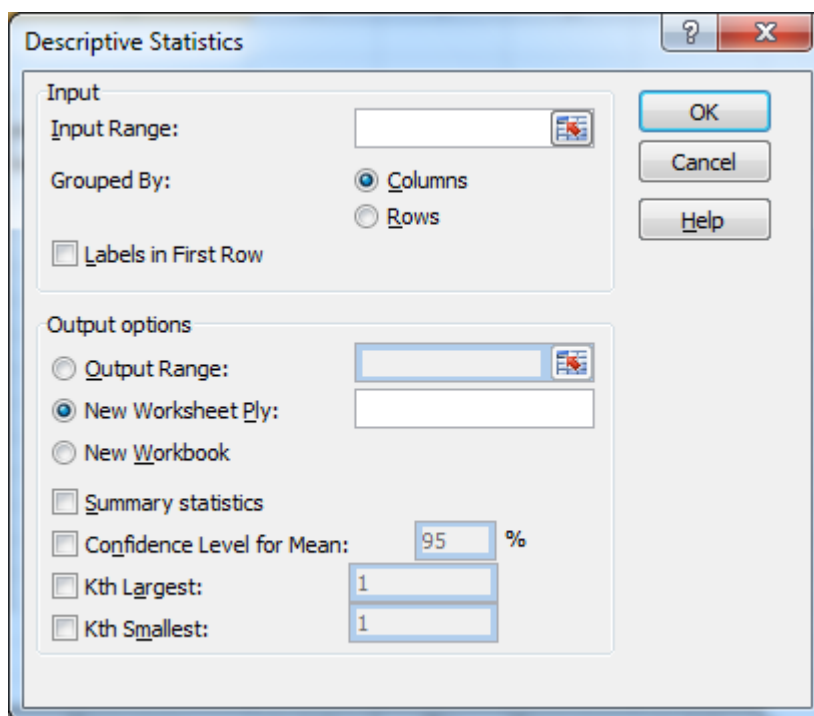 Descriptive Statistics
Input
Input Range:
Grouped By:
Columns
Rows
Labels in First Row
OK
Cancel
Help
Output options
Output Range:
New Worksheet Ply:
New Workbook
Summary statistics
Confidence Level for Mean: 95 %
Kth Largest: 1
Kth Smallest: 1